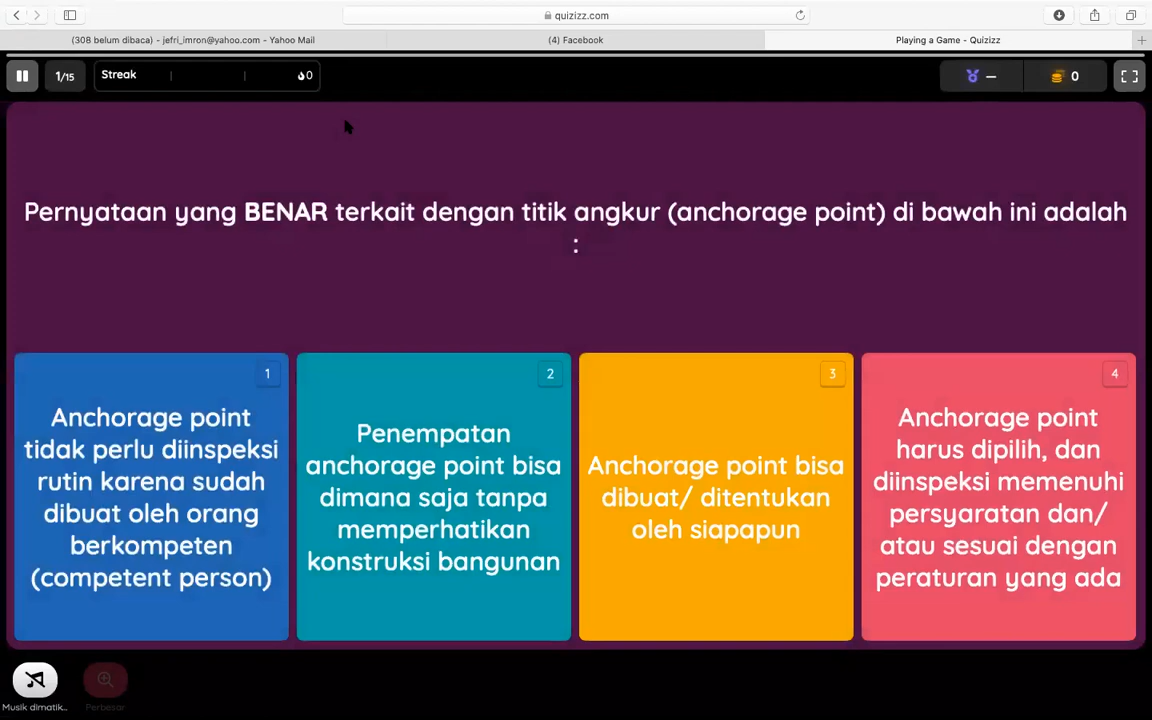 quizizz.com
(308 belum dibaca) - jefri_imron@yahoo.com - Yahoo Mail
(4) Facebook
Playing a Game - Quizizz
1/15
Streak
0
—
0
Pernyataan yang BENAR terkait dengan titik angkur (anchorage point) di bawah ini adalah
:
1
Anchorage point
tidak perlu diinspeksi
rutin karena sudah
dibuat oleh orang
berkompeten
(competent person)
2
Penempatan
anchorage point bisa
dimana saja tanpa
memperhatikan
konstruksi bangunan
3
Anchorage point bisa
dibuat/ ditentukan
oleh siapapun
4
Anchorage point
harus dipilih, dan
diinspeksi memenuhi
persyaratan dan/
atau sesuai dengan
peraturan yang ada
Musik dimatik...
Perbesar